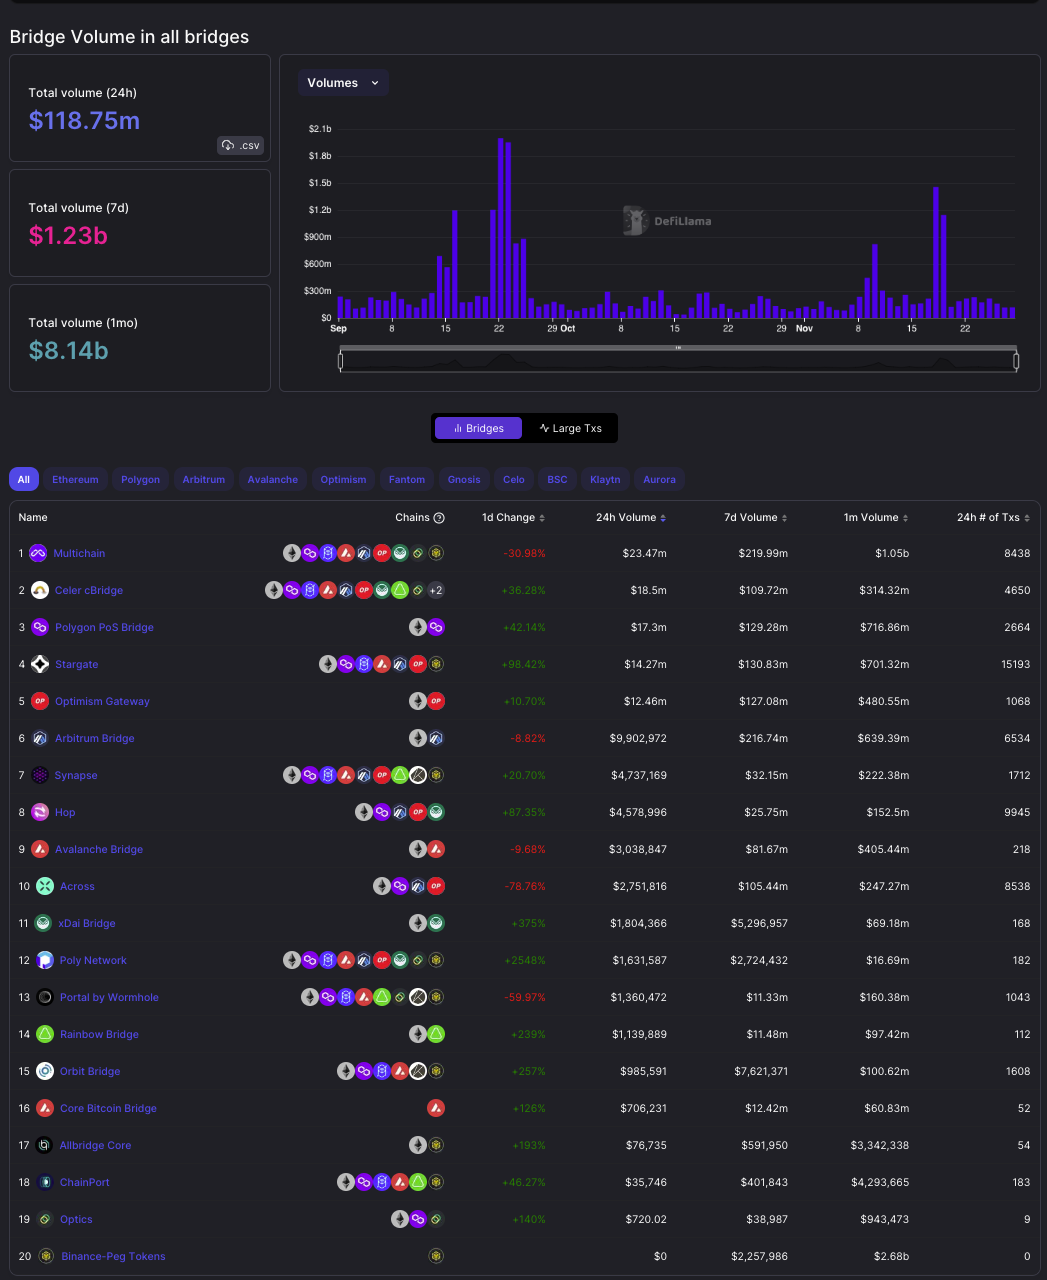 Bridge Volume in all bridges
Total volume (24h)
$118.75m
.csv
Total volume (7d)
$1.23b
Total volume (1mo)
$8.14b
Volumes
$2.1b
$1.8b
$1.5b
$1.2b
$900m
$600m
$300m
$0
DefiLlama
Sep 8 15 22 29 Oct 8 15 22 29 Nov 8 15 22
Bridges Large Txs
All Ethereum Polygon Arbitrum Avalanche Optimism Fantom Gnosis Celo BSC Klaytn Aurora
Name Chains 1d Change 24h Volume 7d Volume 1m Volume 24h # of Txs
1 Multichain OP -30.98% $23.47m $219.99m $1.05b 8438
2 Celer cBridge OP +2 +36.28% $18.5m $109.72m $314.32m 4650
3 Polygon PoS Bridge +42.14% $17.3m $129.28m $716.86m 2664
4 Stargate OP +98.42% $14.27m $130.83m $701.32m 15193
5 OP Optimism Gateway OP +10.70% $12.46m $127.08m $480.55m 1068
6 Arbitrum Bridge -8.82% $9,902,972 $216.74m $639.39m 6534
7 Synapse OP +20.70% $4,737,169 $32.15m $222.38m 1712
8 Hop OP +87.35% $4,578,996 $25.75m $152.5m 9945
9 Avalanche Bridge -9.68% $3,038,847 $81.67m $405.44m 218
10 Across OP -78.76% $2,751,816 $105.44m $247.27m 8538
11 xDai Bridge +375% $1,804,366 $5,296,957 $69.18m 168
12 Poly Network OP +2548% $1,631,587 $2,724,432 $16.69m 182
13 Portal by Wormhole -59.97% $1,360,472 $11.33m $160.38m 1043
14 Rainbow Bridge +239% $1,139,889 $11.48m $97.42m 112
15 Orbit Bridge +257% $985,591 $7,621,371 $100.62m 1608
16 Core Bitcoin Bridge +126% $706,231 $12.42m $60.83m 52
17 Allbridge Core +193% $76,735 $591,950 $3,342,338 54
18 ChainPort +46.27% $35,746 $401,843 $4,293,665 183
19 Optics +140% $720.02 $38,987 $943,473 9
20 Binance-Peg Tokens $0 $2,257,986 $2.68b 0